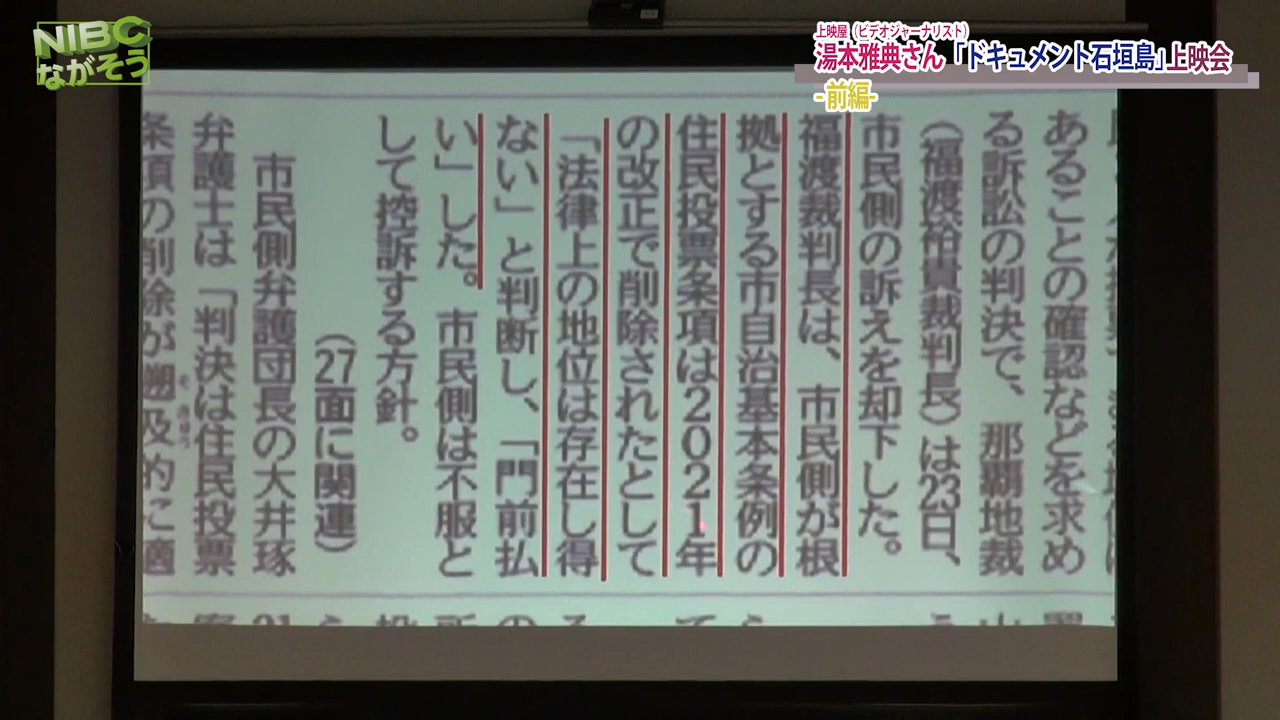 NIBC
ながそう
上映屋（ビデオジャーナリスト）
湯本雅典さん「ドキュメント石垣島」上映会
-前編-
あることの確認などを求め
る訴訟の判決で、那覇地裁
（福渡裕貴裁判長）は23日、
市民側の訴えを却下した。
福渡裁判長は、市民側が根
拠とする市自治基本条例の
住民投票条項は2021年
の改正で削除されたとして
「法律上の地位は存在し得
ない」と判断し、「門前払
い」した。市民側は不服と
して控訴する方針。
（27面に関連）
市民側弁護団長の大井琢
弁護士は「判決は住民投票
条項の削除が遡及的に適
そ きゅう